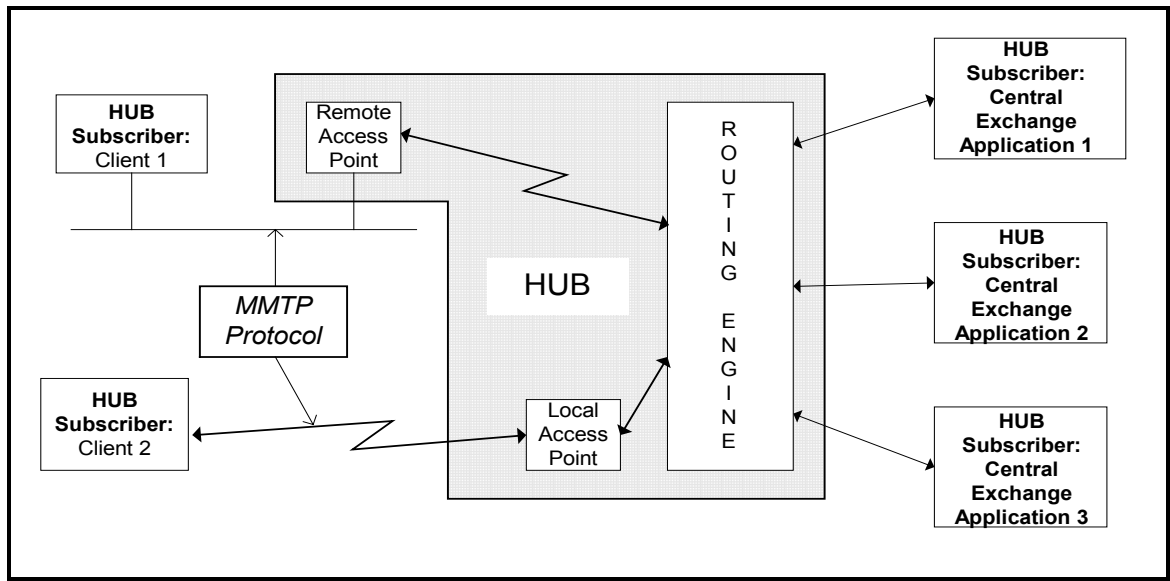 HUB
Subscriber:
Client 1
Remote
Access
Point
R
O
U
T
I
N
G
E
N
G
I
N
E
HUB
Subscriber:
Central
Exchange
Application 1
HUB
MMTP
Protocol
HUB
Subscriber:
Central
Exchange
Application 2
HUB
Subscriber:
Client 2
Local
Access
Point
HUB
Subscriber:
Central
Exchange
Application 3